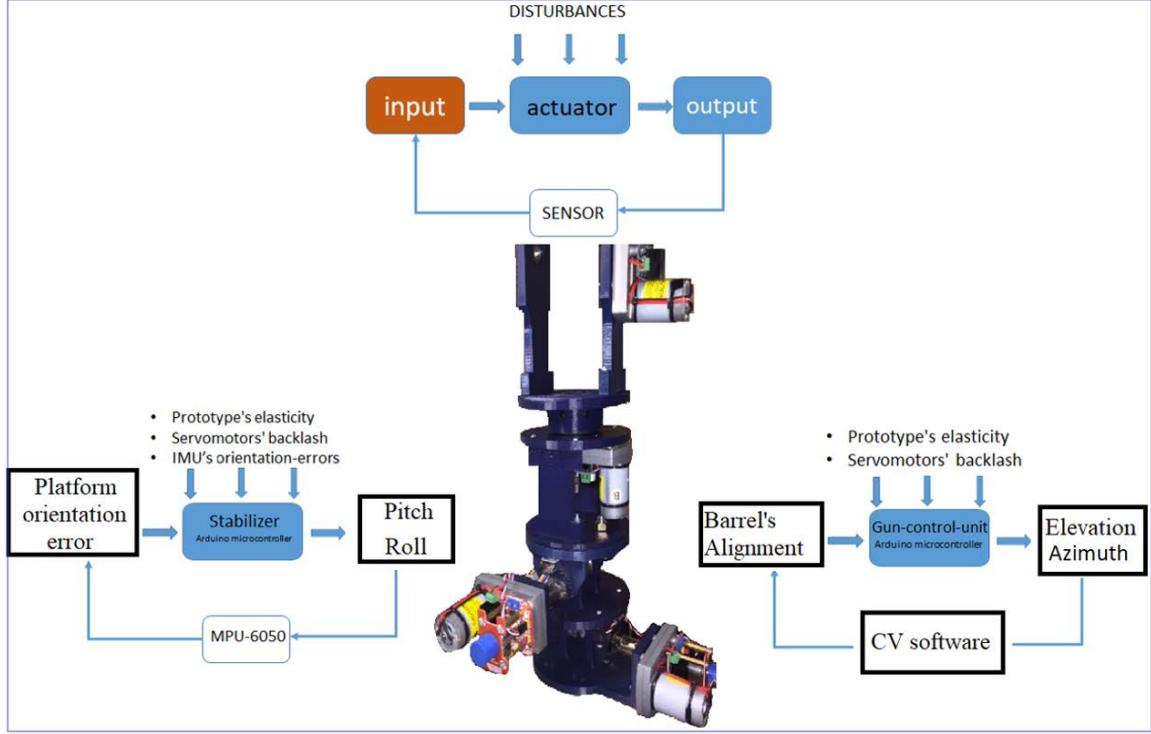 DISTURBANCES
input
actuator
output
SENSOR
• Prototype's elasticity
• Servomotors' backlash
• IMU's orientation-errors
Platform
orientation
error
Stabilizer
Arduino microcontroller
Pitch
Roll
MPU-6050
• Prototype's elasticity
• Servomotors' backlash
Barrel's
Alignment
Gun-control-unit
Arduino microcontroller
Elevation
Azimuth
CV software